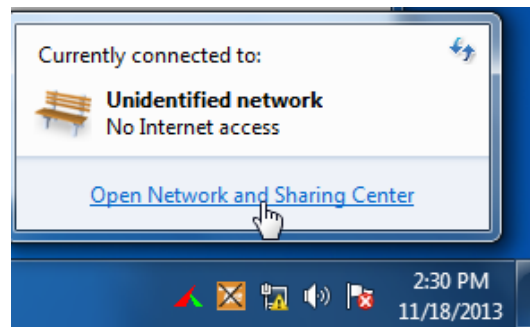 Currently connected to:
Unidentified network
No Internet access
Open Network and Sharing Center
2:30 PM
11/18/2013